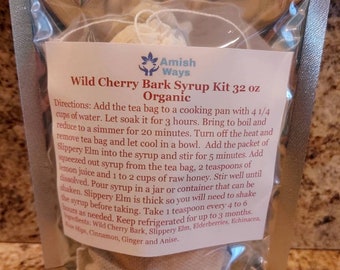 Amish
Ways
Wild Cherry Bark Syrup Kit 32 oz
Organic
Directions: Add the tea bag to a cooking pan with 4 1/4
cups of water. Let soak it for 3 hours. Bring to boil and
reduce to a simmer for 20 minutes. Turn off the heat and
remove tea bag and let cool in a bowl. Add the packet of
Slippery Elm into the syrup and stir for 5 minutes. Add
squeezed out syrup from the tea bag, 2 teaspoons of
lemon juice and 1 to 2 cups of raw honey. Stir well until
dissolved. Pour syrup in a jar or container that can be
shaken. Slippery Elm is thick so you will need to shake
the syrup before taking. Take 1 teaspoon every 4 to 6
hours as needed. Keep refrigerated for up to 3 months.
Ingredients: Wild Cherry Bark, Slippery Elm, Elderberries, Echinacea,
Rose Hips, Cinnamon, Ginger and Anise.